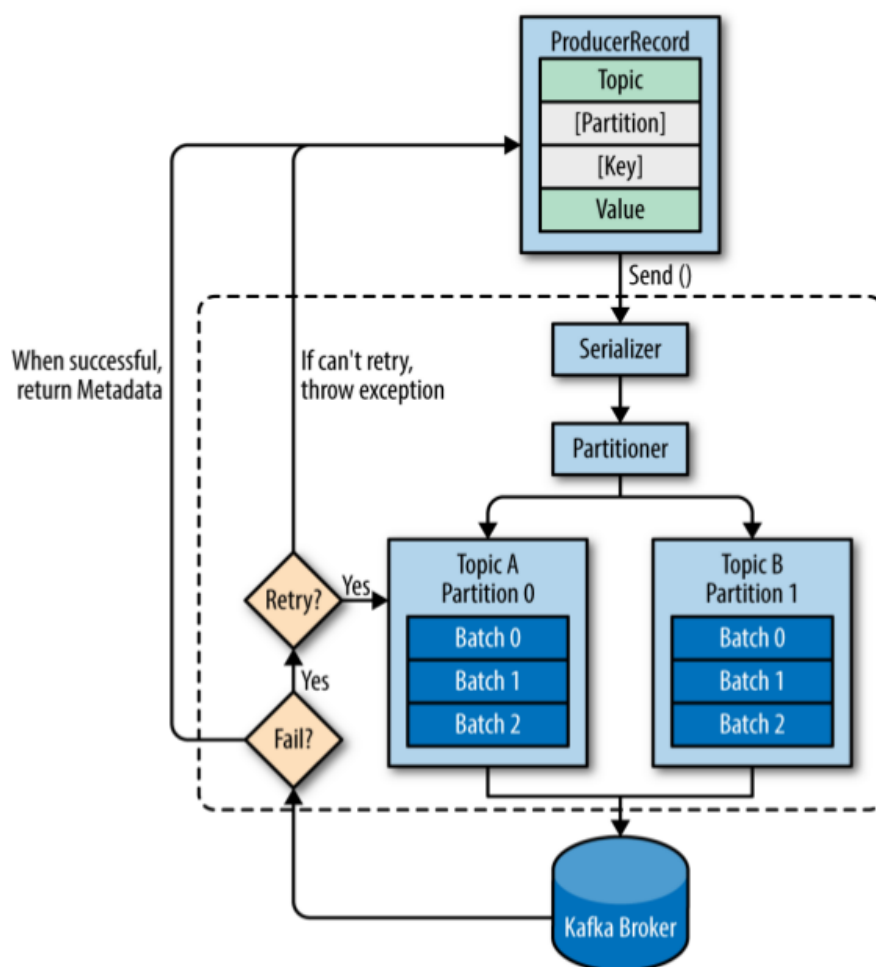 ProducerRecord
Topic
[Partition]
[Key]
Value
Send ()
Serializer
When successful,
return Metadata
If can't retry,
throw exception
Partitioner
Topic A
Partition 0
Batch 0
Batch 1
Batch 2
Topic B
Partition 1
Batch 0
Batch 1
Batch 2
Retry?
Yes
Yes
Fail?
Kafka Broker